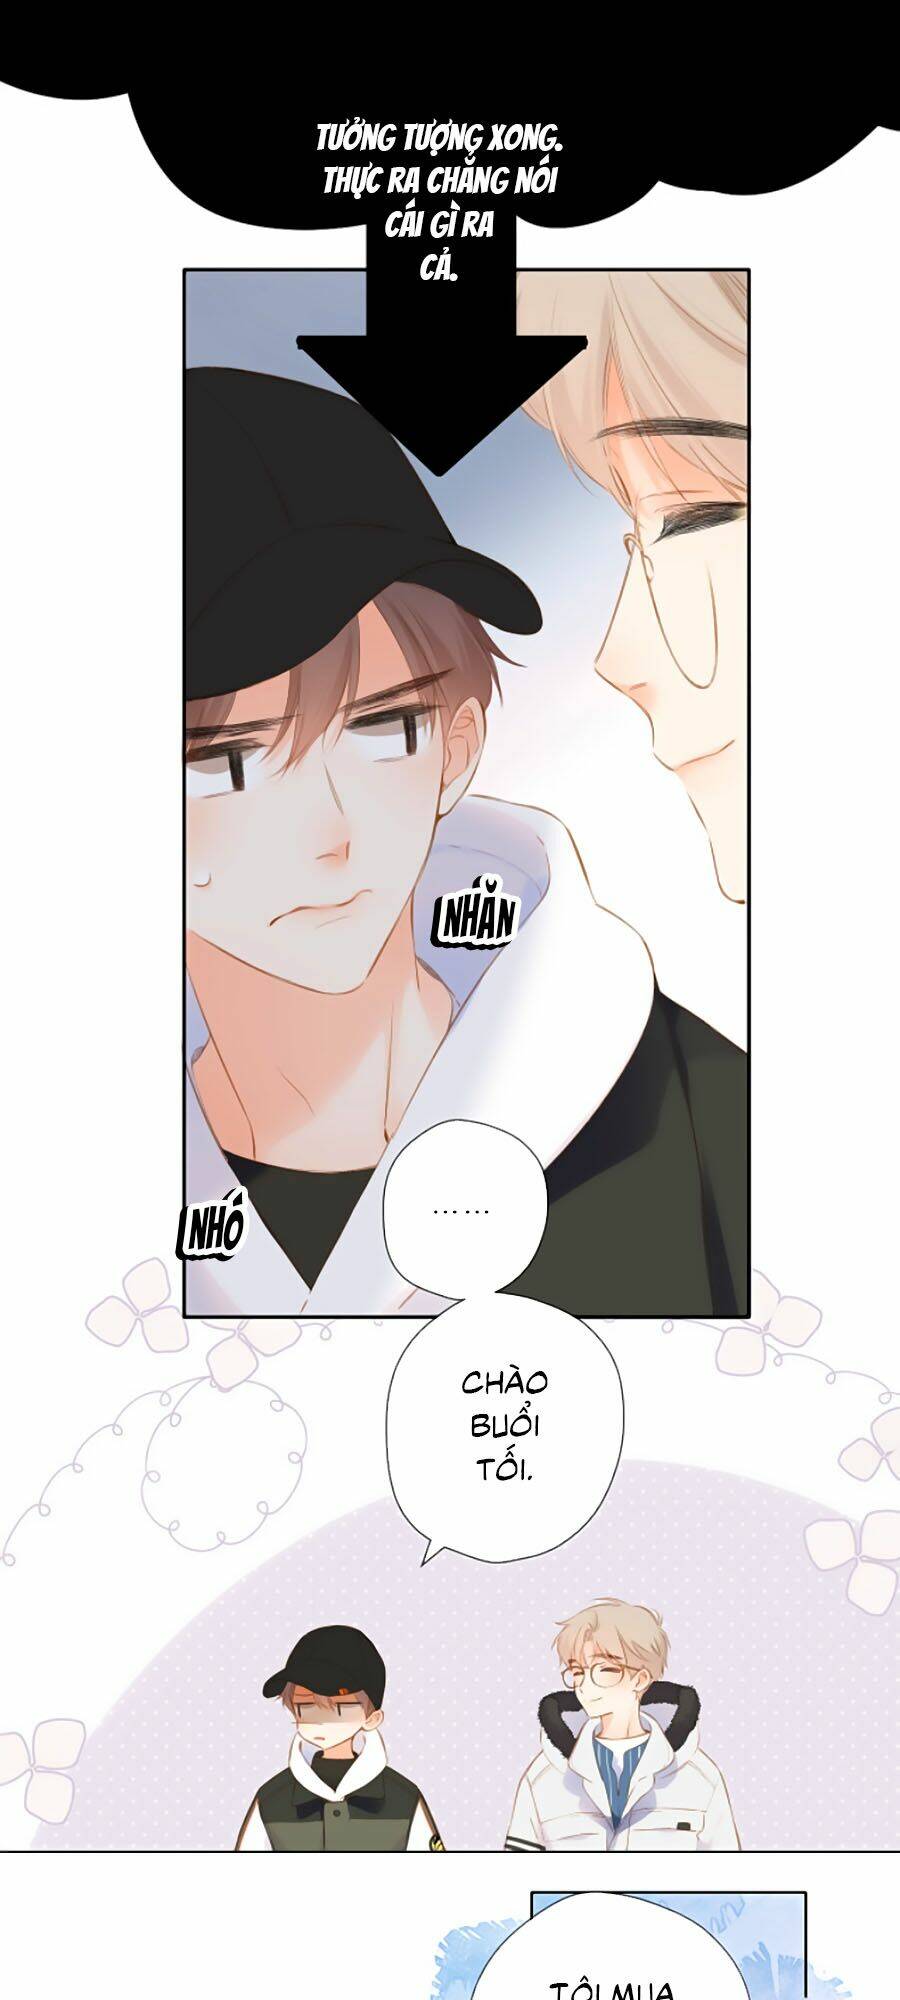 TƯỞNG TƯỢNG XONG.
THỰC RA CHẲNG NÓI
CÁI GÌ RA
CẢ.
NHĂN
NHÓ
......
CHÀO
BUỔI
TỐI.
TÔI MUA